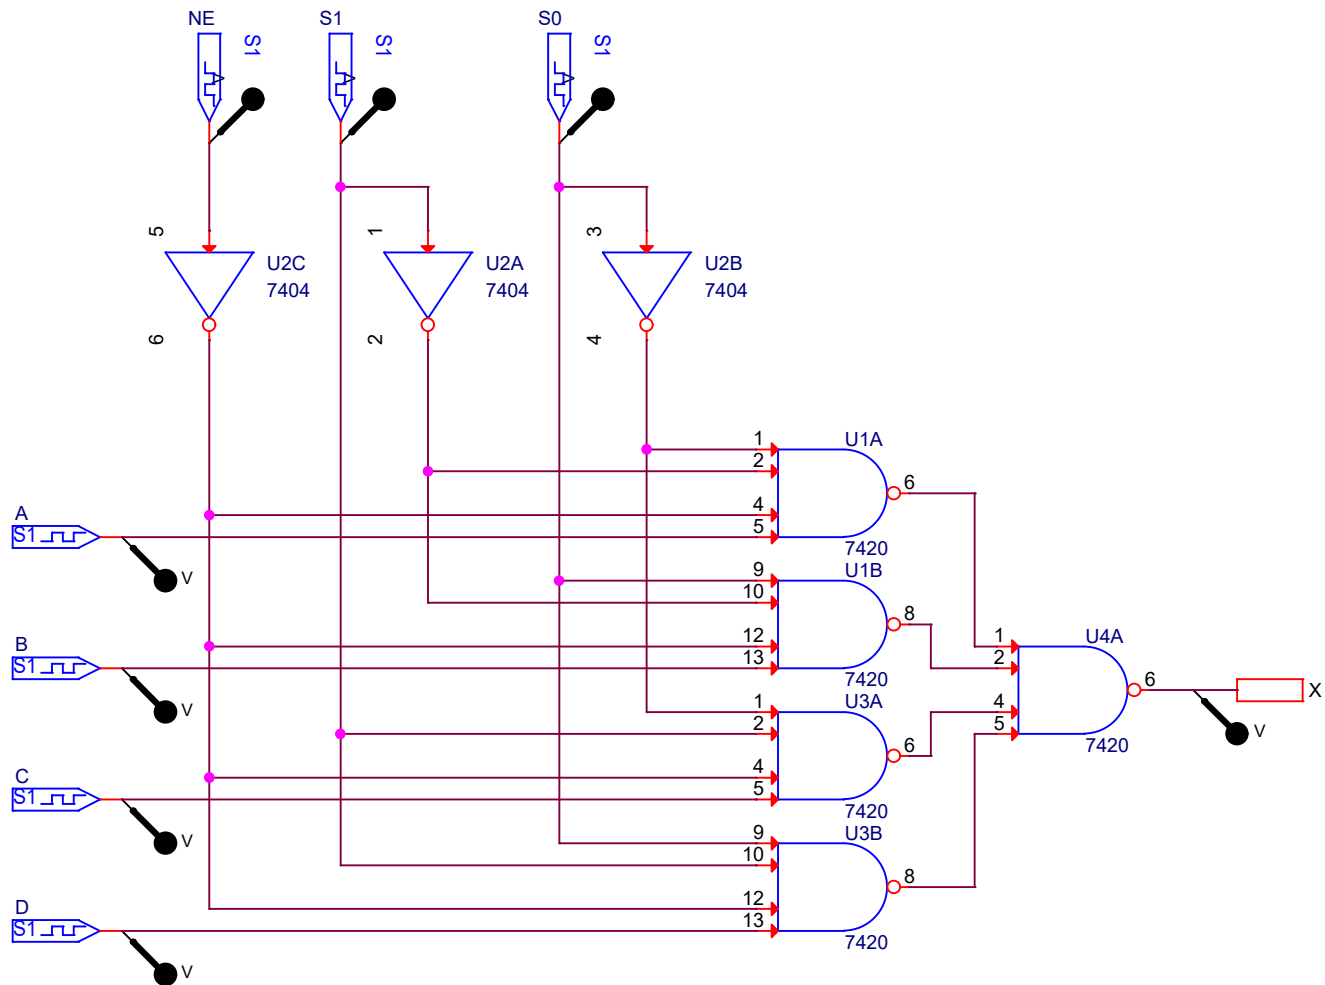 NE S1 S0
S1 S1 S1
V V V
5 1 3
U2C U2A U2B
7404 7404 7404
6 2 4
1 U1A
2
6
4
A
S1 5
7420
V
9 U1B
10
8
12
B
S1 13
7420
V
1 U3A
2
6
4
C
S1 5
7420
V
9 U3B
10
8
12
D
S1 13
7420
V
1 U4A
2
6 X
4
5
7420
V